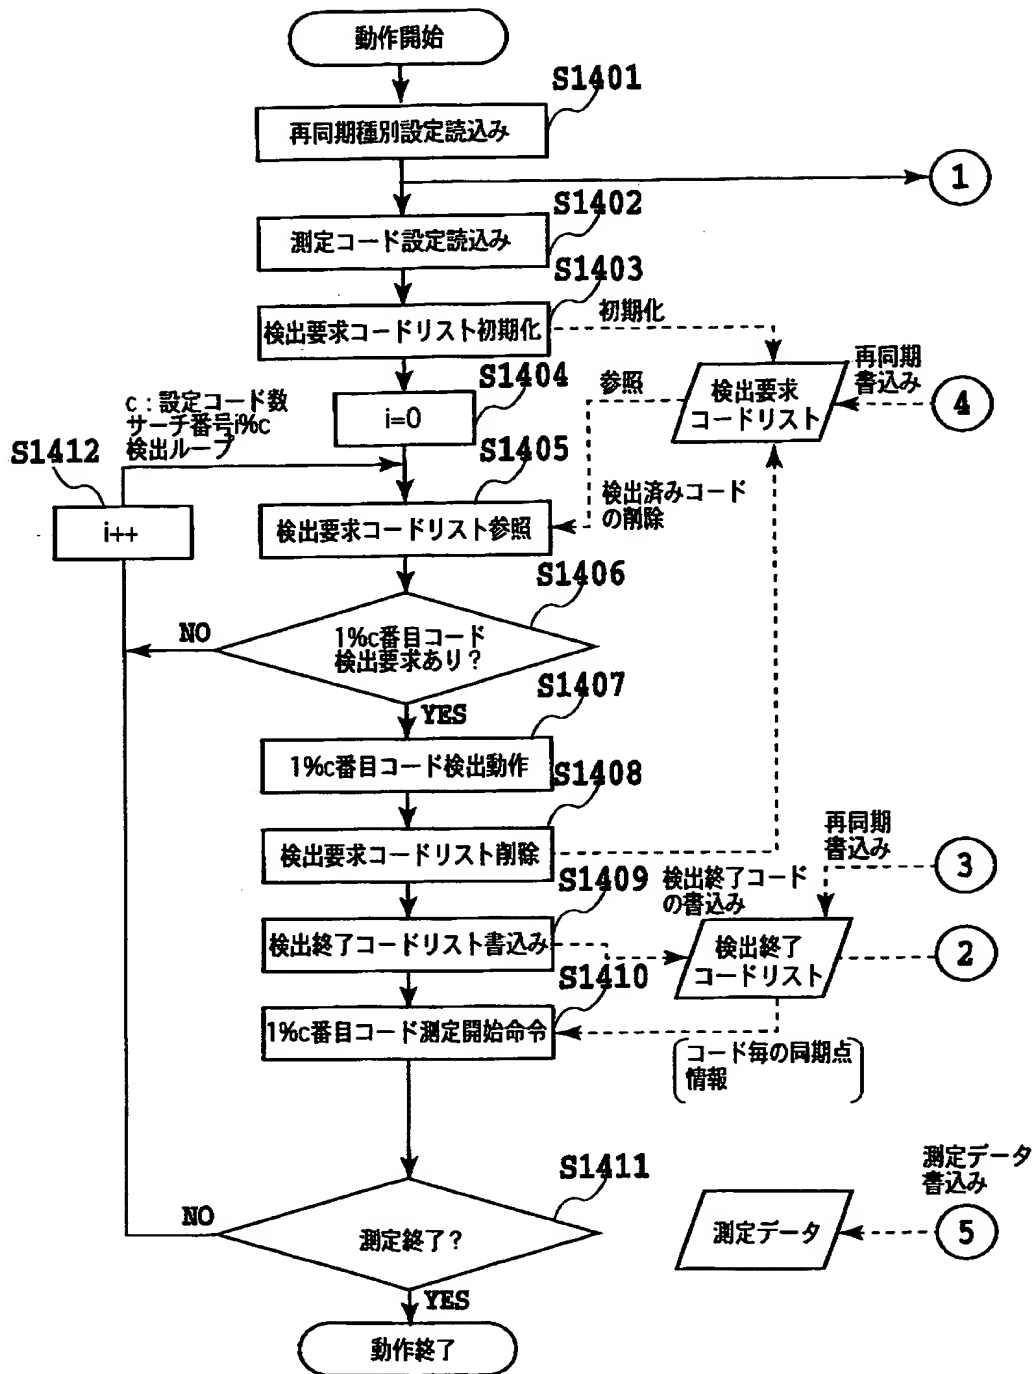 動作開始
S1401
再同期種別設定読込み
1
S1402
測定コード設定読込み
S1403
検出要求コードリスト初期化
初期化
再同期
書込み
S1404
参照
検出要求
コードリスト
4
c:設定コード数
サーチ番号i%c
検出ループ
i=0
S1412
S1405
i++
検出要求コードリスト参照
検出済みコード
の削除
S1406
NO
1%c番目コード
検出要求あり?
S1407
YES
1%c番目コード検出動作
S1408
検出要求コードリスト削除
再同期
書込み
3
S1409
検出終了コード
の書込み
検出終了コードリスト書込み
検出終了
コードリスト
2
S1410
1%c番目コード測定開始命令
コード毎の同期点
情報
S1411
測定データ
書込み
NO
測定終了?
測定データ
5
YES
動作終了